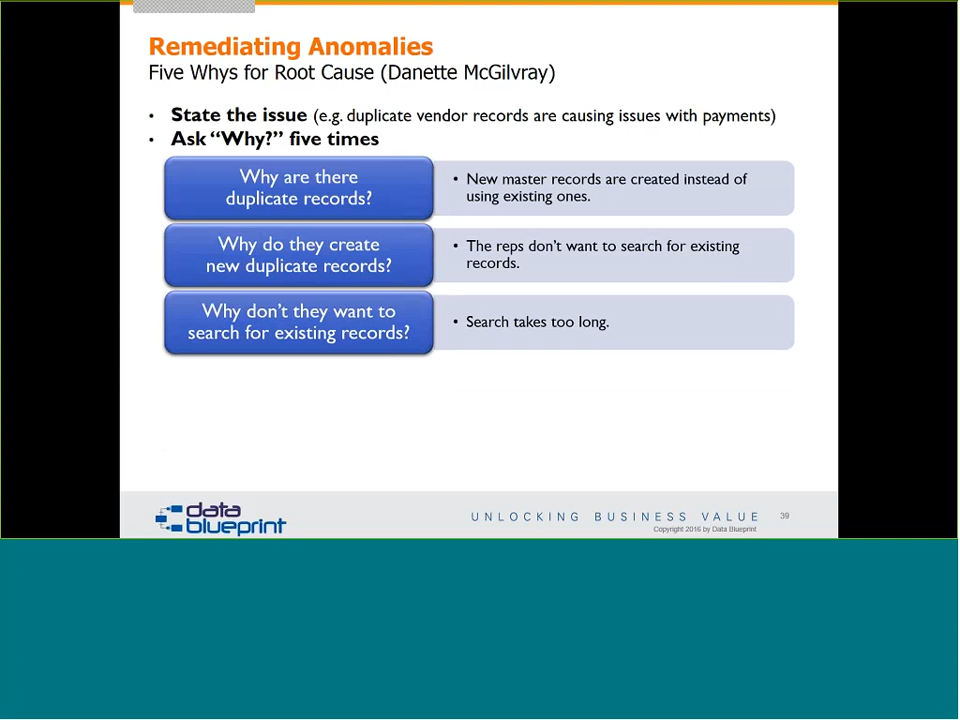 Remediating Anomalies
Five Whys for Root Cause (Danette McGilvray)
• State the issue (e.g. duplicate vendor records are causing issues with payments)
• Ask “Why?” five times
Why are there
duplicate records?
• New master records are created instead of
using existing ones.
Why do they create
new duplicate records?
• The reps don’t want to search for existing
records.
Why don’t they want to
search for existing records?
• Search takes too long.
data
blueprint
UNLOCKING BUSINESS VALUE
39
Copyright 2016 by Data Blueprint